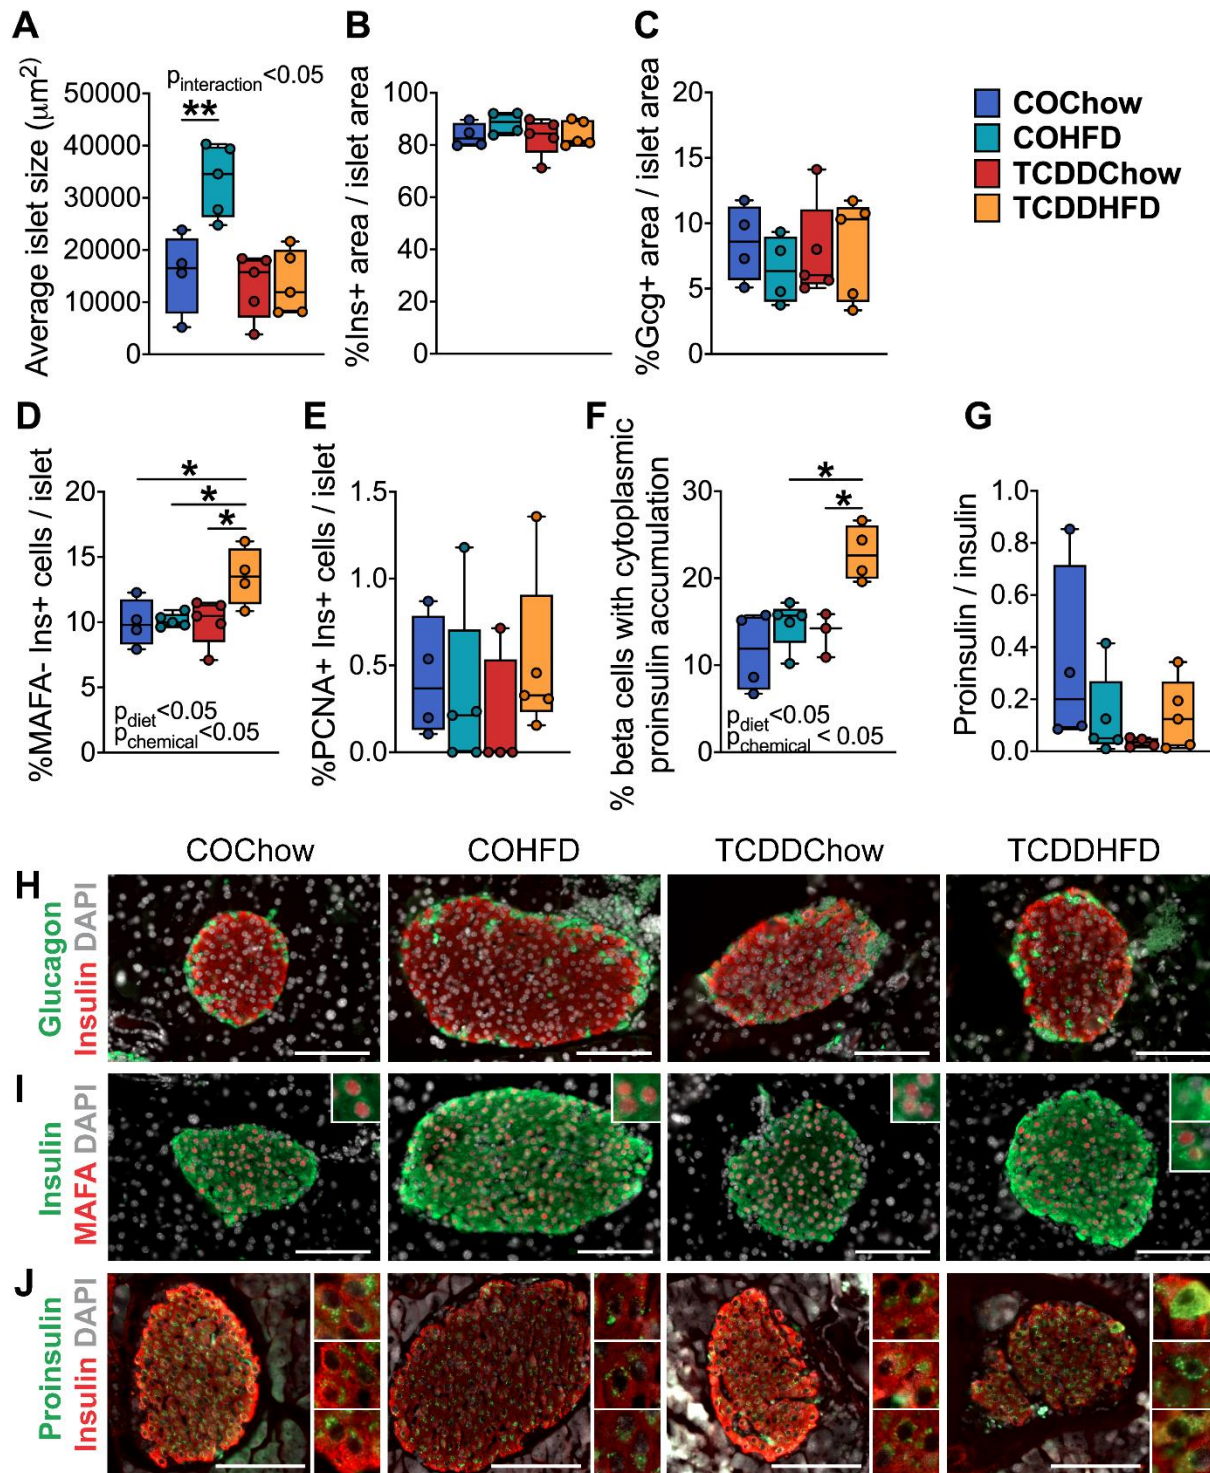 A
Average islet size (µm²)
50000
40000
30000
20000
10000
0
pinteraction<0.05
**
B
%Ins+ area / islet area
100
80
60
40
20
0
C
%Gcg+ area / islet area
20
15
10
5
0
COChow
COHFD
TCDDChow
TCDDHFD
D
%MAFA- Ins+ cells / islet
20
15
10
5
0
*
*
*
pdiet<0.05
pchemical<0.05
E
%PCNA+ Ins+ cells / islet
1.5
1.0
0.5
0.0
F
% beta cells with cytoplasmic
proinsulin accumulation
30
20
10
0
*
*
pdiet<0.05
pchemical < 0.05
G
Proinsulin / insulin
1.0
0.8
0.6
0.4
0.2
0.0
COChow COHFD TCDDChow TCDDHFD
H
Glucagon
Insulin DAPI
I
Insulin
MAFA DAPI
J
Proinsulin
Insulin DAPI